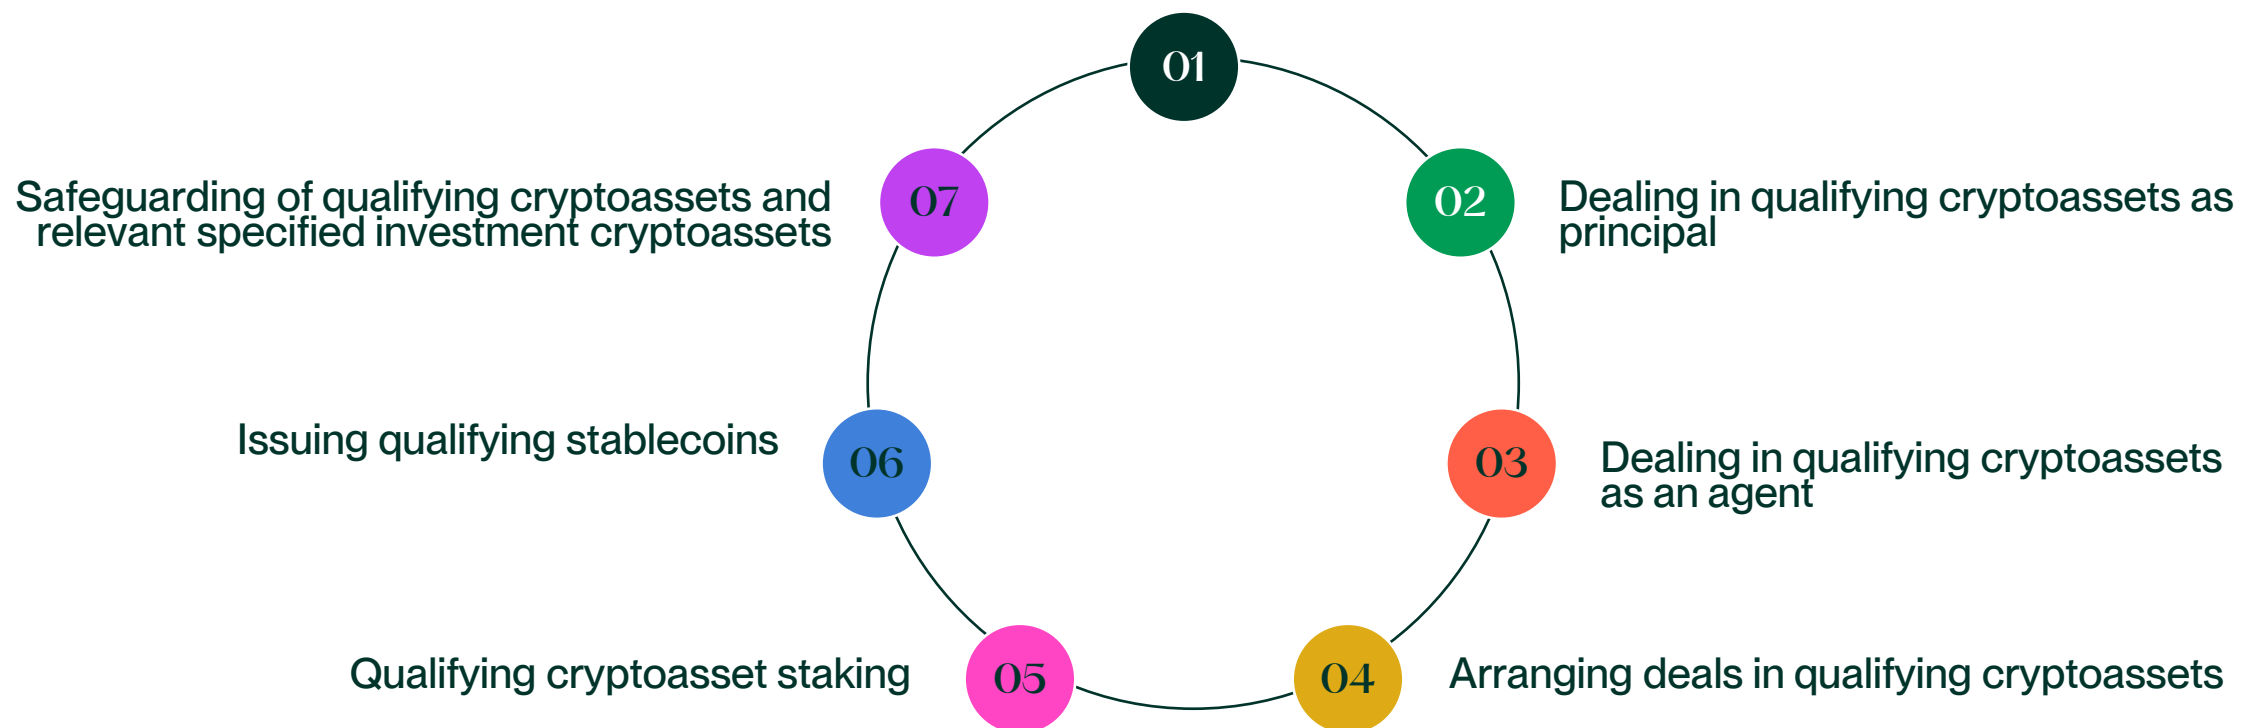 01
02
Dealing in qualifying cryptoassets as
principal
03
Dealing in qualifying cryptoassets
as an agent
04
Arranging deals in qualifying cryptoassets
05
Qualifying cryptoasset staking
06
Issuing qualifying stablecoins
07
Safeguarding of qualifying cryptoassets and
relevant specified investment cryptoassets